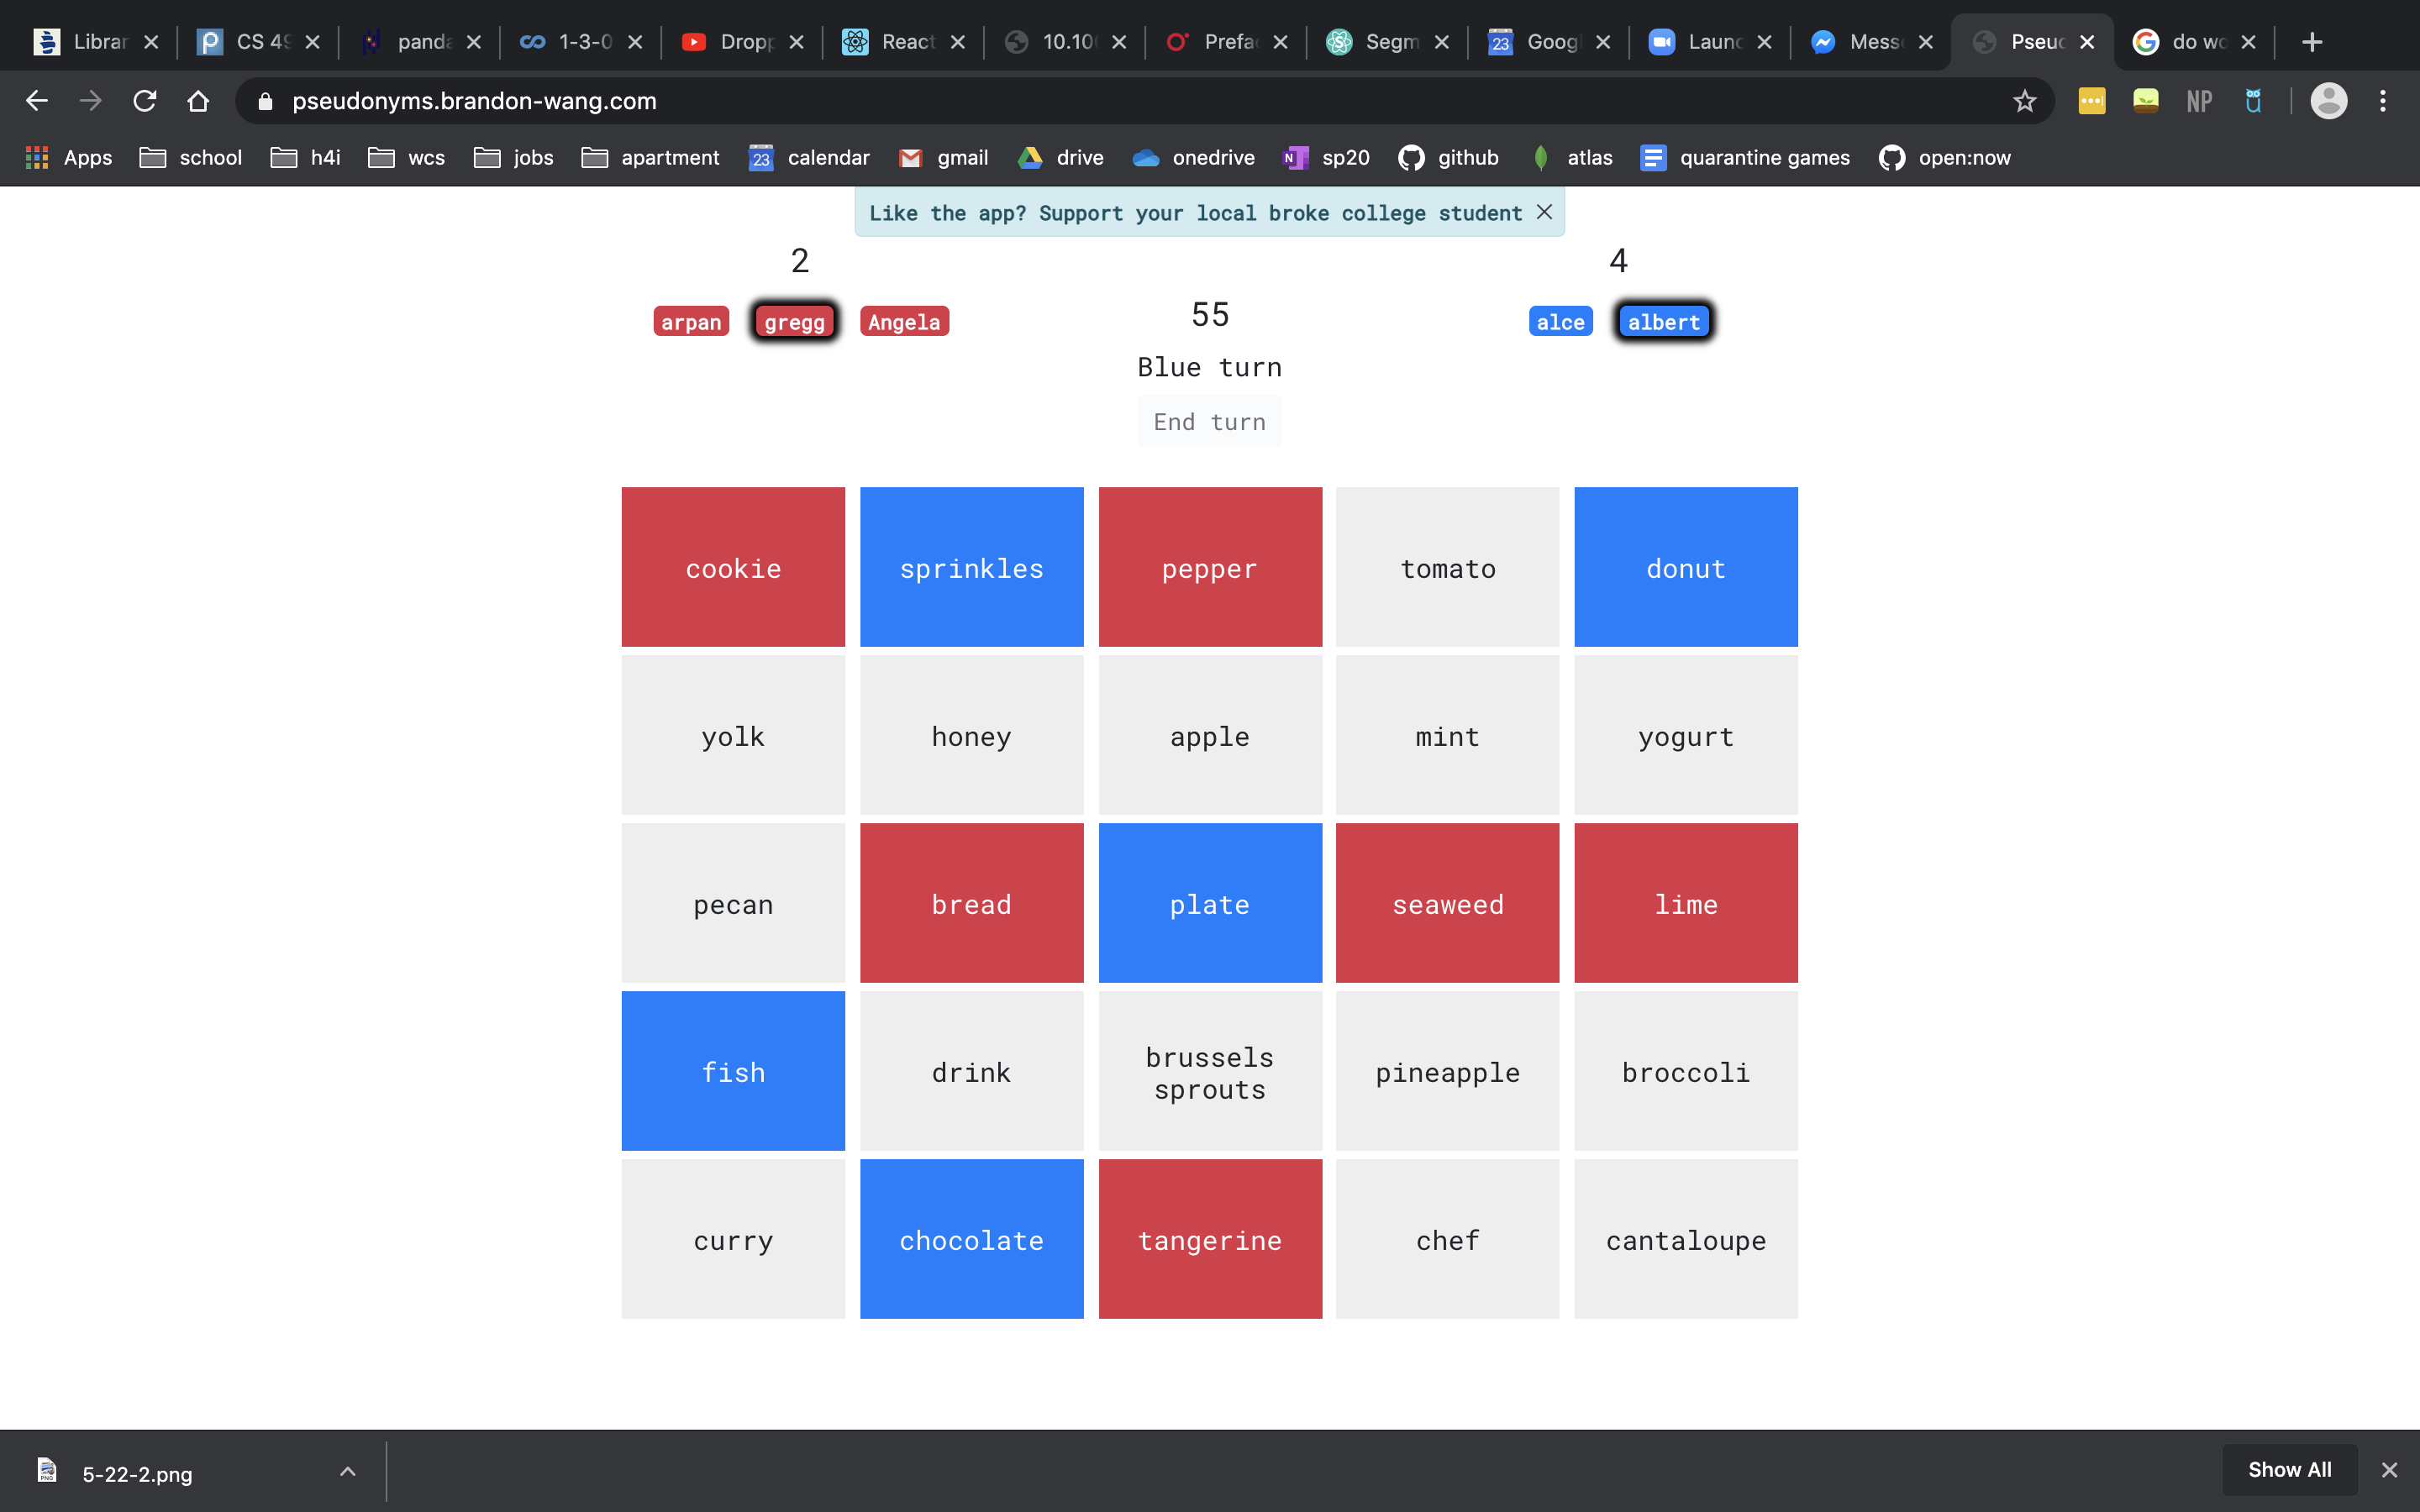 Librar CS 49 panda 1-3-0 Dropp React 10.10 Prefa Segm Goog Laun Mess Pseud do wo
pseudonyms.brandon-wang.com NP
Apps school h4i wcs jobs apartment 23 calendar gmail drive onedrive sp20 github atlas quarantine games open:now
Like the app? Support your local broke college student
2 4
arpan gregg Angela 55 alce albert
Blue turn
End turn
cookie sprinkles pepper tomato donut
yolk honey apple mint yogurt
pecan bread plate seaweed lime
fish drink brussels sprouts pineapple broccoli
curry chocolate tangerine chef cantaloupe
5-22-2.png Show All